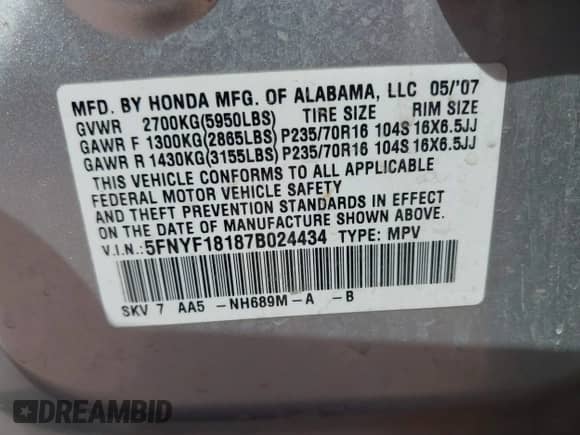 MFD. BY HONDA MFG. OF ALABAMA, LLC 05/'07
GVWR 2700KG(5950LBS) TIRE SIZE RIM SIZE
GAWR F 1300KG(2865LBS) P235/70R16 104S 16X6.5JJ
GAWR R 1430KG(3155LBS) P235/70R16 104S 16X6.5JJ
THIS VEHICLE CONFORMS TO ALL APPLICABLE
FEDERAL MOTOR VEHICLE SAFETY
AND THEFT PREVENTION STANDARDS IN EFFECT
ON THE DATE OF MANUFACTURE SHOWN ABOVE.
V.I.N.: 5FNYF18187B024434 TYPE: MPV
SKV 7 AA5 -NH689M-A -B
DREAMBID